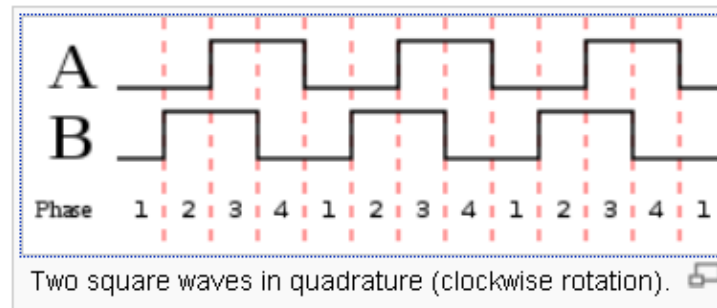 A
B
Phase 1 2 3 4 1 2 3 4 1 2 3 4 1
Two square waves in quadrature (clockwise rotation).